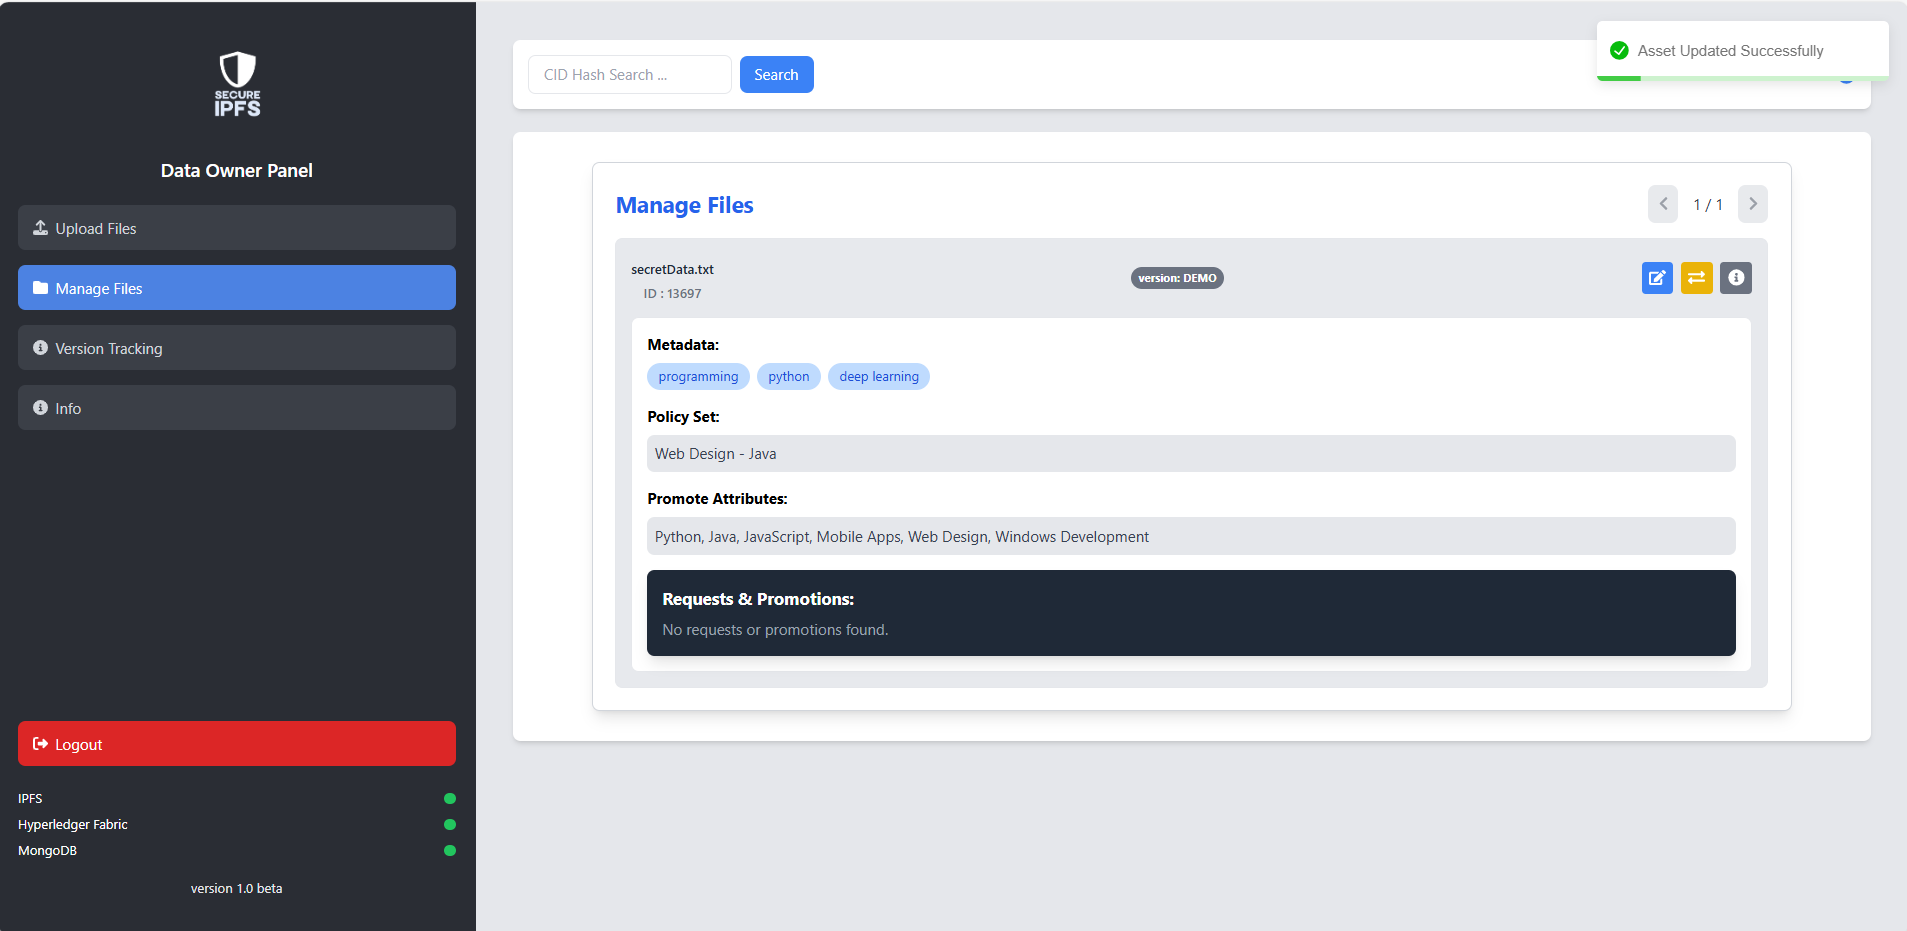 SECURE
IPFS
Data Owner Panel
Upload Files
Manage Files
Version Tracking
Info
Logout
IPFS
Hyperledger Fabric
MongoDB
version 1.0 beta
CID Hash Search ...
Search
Asset Updated Successfully
Manage Files
1 / 1
secretData.txt
ID : 13697
version: DEMO
Metadata:
programming python deep learning
Policy Set:
Web Design - Java
Promote Attributes:
Python, Java, JavaScript, Mobile Apps, Web Design, Windows Development
Requests & Promotions:
No requests or promotions found.